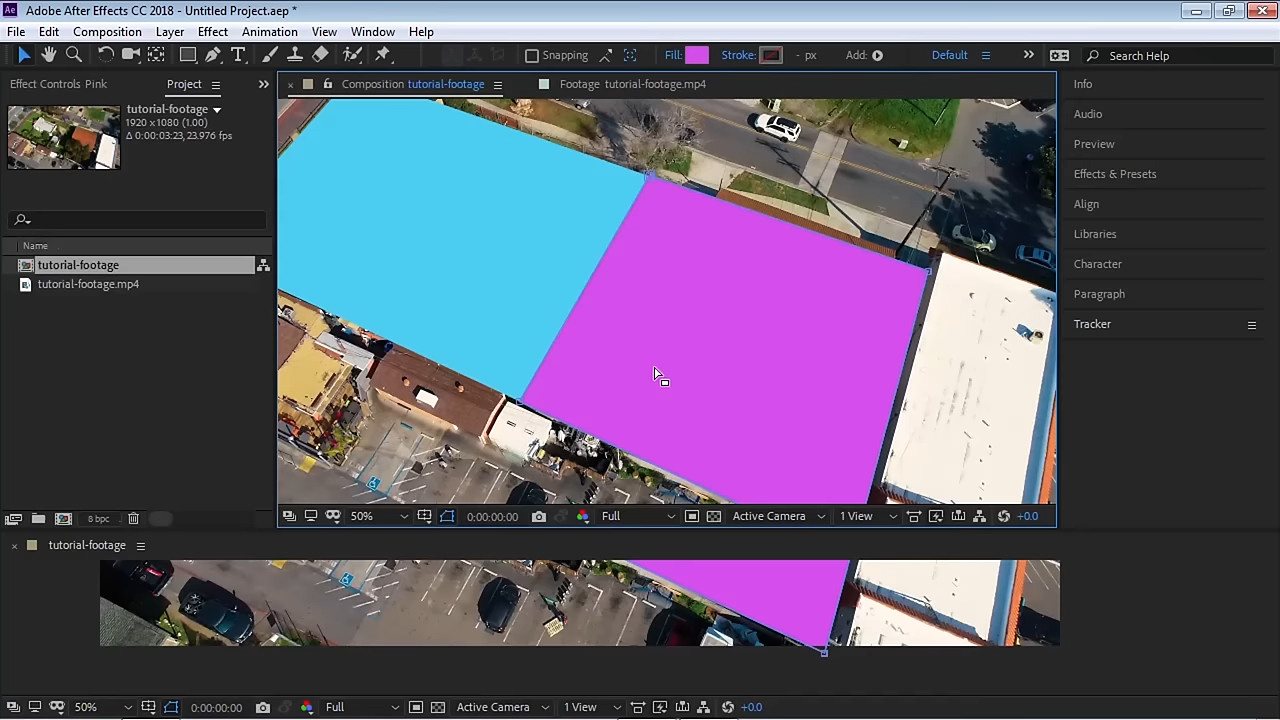 Ae Adobe After Effects CC 2018 - Untitled Project.aep *
File Edit Composition Layer Effect Animation View Window Help
Snapping Fill: Stroke: - px Add: Default Search Help
Effect Controls Pink Project
Composition tutorial-footage Footage tutorial-footage.mp4
tutorial-footage
1920 x1080 (1.00)
Δ 0:00:03:23, 23.976 fps
Name
tutorial-footage
tutorial-footage.mp4
8 bpc
Info
Audio
Preview
Effects & Presets
Align
Libraries
Character
Paragraph
Tracker
50% 0:00:00:00 Full Active Camera 1 View +0.0
tutorial-footage
50% 0:00:00:00 Full Active Camera 1 View +0.0